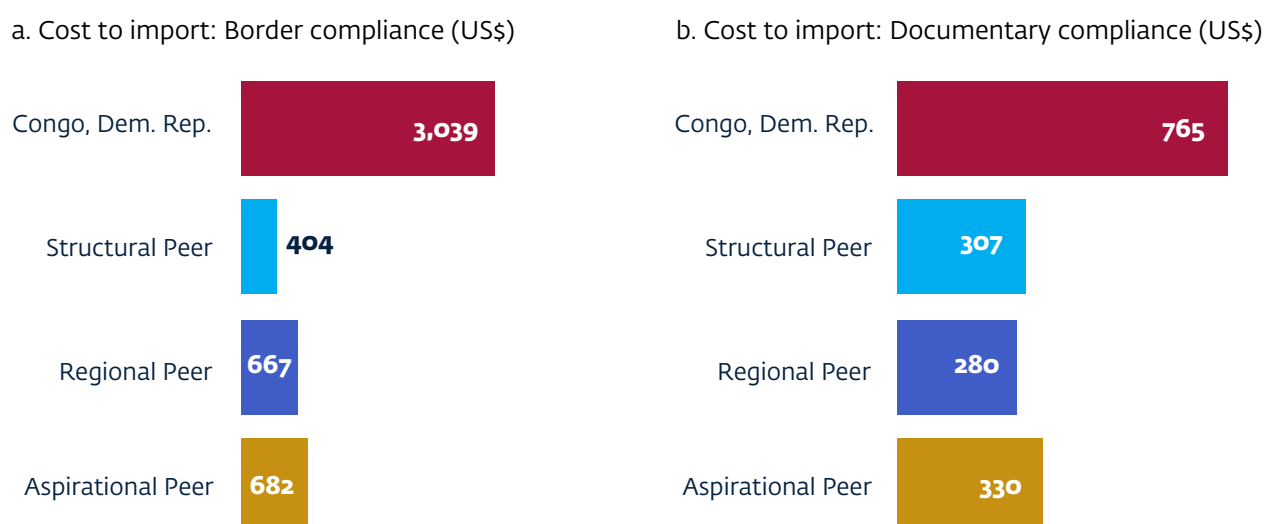 a. Cost to import: Border compliance (US$)
Congo, Dem. Rep.
3,039
Structural Peer
404
Regional Peer
667
Aspirational Peer
682
b. Cost to import: Documentary compliance (US$)
Congo, Dem. Rep.
765
Structural Peer
307
Regional Peer
280
Aspirational Peer
330